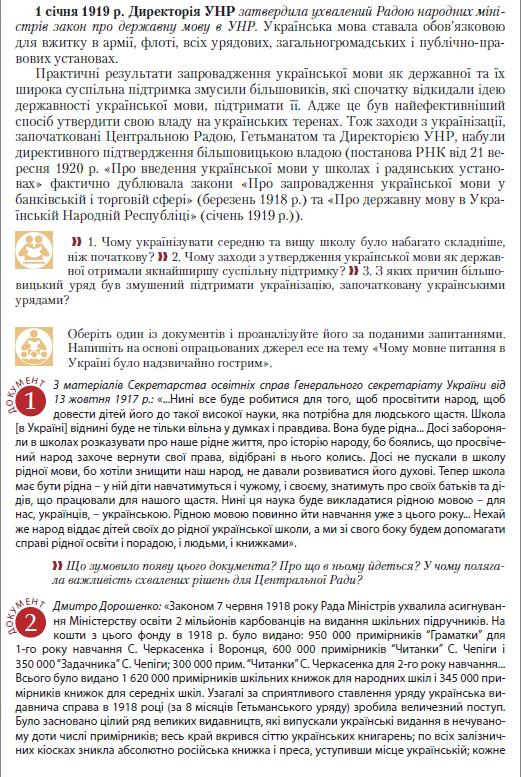 1 січня 1919 р. Директорія УНР затвердила ухвалений Радою народних міні-
стрів закон про державну мову в УНР. Українська мова ставала обов’язковою
для вжитку в армії, флоті, всіх урядових, загальногромадських і публічно-пра-
вових установах.
Практичні результати запровадження української мови як державної та їх
широка суспільна підтримка змусили більшовиків, які спочатку відкидали ідею
державності української мови, підтримати її. Адже це був найефективніший
спосіб утвердити свою владу на українських теренах. Тож заходи з українізації,
започатковані Центральною Радою, Гетьманатом та Директорією УНР, набули
директивного підтвердження більшовицькою владою (постанова РНК від 21 ве-
ресня 1920 р. «Про введення української мови у школах і радянських устано-
вах» фактично дублювала закони «Про запровадження української мови у
банківській і торговій сфері» (березень 1918 р.) та «Про державну мову в Укра-
їнській Народній Республіці» (січень 1919 р.)).
1. Чому українізувати середню та вищу школу було набагато складніше,
ніж початкову? 2. Чому заходи з утвердження української мови як держав-
ної отримали якнайширшу суспільну підтримку? 3. З яких причин більшо-
вицький уряд був змушений підтримати українізацію, започатковану українськими
урядами?
Оберіть один із документів і проаналізуйте його за поданими запитаннями.
Напишіть на основі опрацьованих джерел есе на тему «Чому мовне питання в
Україні було надзвичайно гострим».
ДОКУМЕНТ
1
З матеріалів Секретарства освітніх справ Генерального секретаріату України від
13 жовтня 1917 р.: «...Нині все буде робитися для того, щоб просвітити народ, щоб
довести дітей його до такої високої науки, яка потрібна для людського щастя. Школа
[в Україні] віднині буде не тільки вільна у думках і правдива. Вона буде рідна... Досі забороня-
ли в школах розказувати про наше рідне життя, про історію народу, бо боялись, що просвіче-
ний народ захоче вернути свої права, відібрані в нього колись. Досі не пускали в школу
рідної мови, бо хотіли знищити наш народ, не давали розвиватися його духові. Тепер школа
має бути рідна – у ній діти навчатимуться і чужому, і своєму, знатимуть про своїх батьків та ді-
дів, що працювали для нашого щастя. Нині ця наука буде викладатися рідною мовою – для
нас, українців, – українською. Рідною мовою повинно йти навчання уже з цього року... Нехай
же народ віддає дітей своїх до рідної української школи, а ми зі свого боку будем допомагати
справі рідної освіти і порадою, і людьми, і книжками».
Що зумовило появу цього документа? Про що в ньому йдеться? У чому поляга-
ла важливість схвалених рішень для Центральної Ради?
ДОКУМЕНТ
2
Дмитро Дорошенко: «Законом 7 червня 1918 року Рада Міністрів ухвалила асигнуван-
ня Міністерству освіти 2 мільйонів карбованців на видання шкільних підручників. На
кошти з цього фонду в 1918 р. було видано: 950 000 примірників “Граматки” для
1-го року навчання С. Черкасенка і Воронця, 600 000 примірників “Читанки” С. Чепіги і
350 000 “Задачника” С. Чепіги; 300 000 прим. “Читанки” С. Черкасенка для 2-го року навчання...
Всього було видано 1 620 000 примірників шкільних книжок для народних шкіл і 345 000 при-
мірників книжок для середніх шкіл. Узагалі за сприятливого ставлення уряду українська ви-
давнича справа в 1918 році (за 8 місяців Гетьманського уряду) зробила величезний поступ.
Було засновано цілий ряд великих видавництв, які випускали українські видання в нечувано-
му доти числі примірників; весь край вкрився сіттю українських книгарень; по всіх залізнич-
них кіосках зникла абсолютно російська книжка і преса, уступивши місце українській; кожне